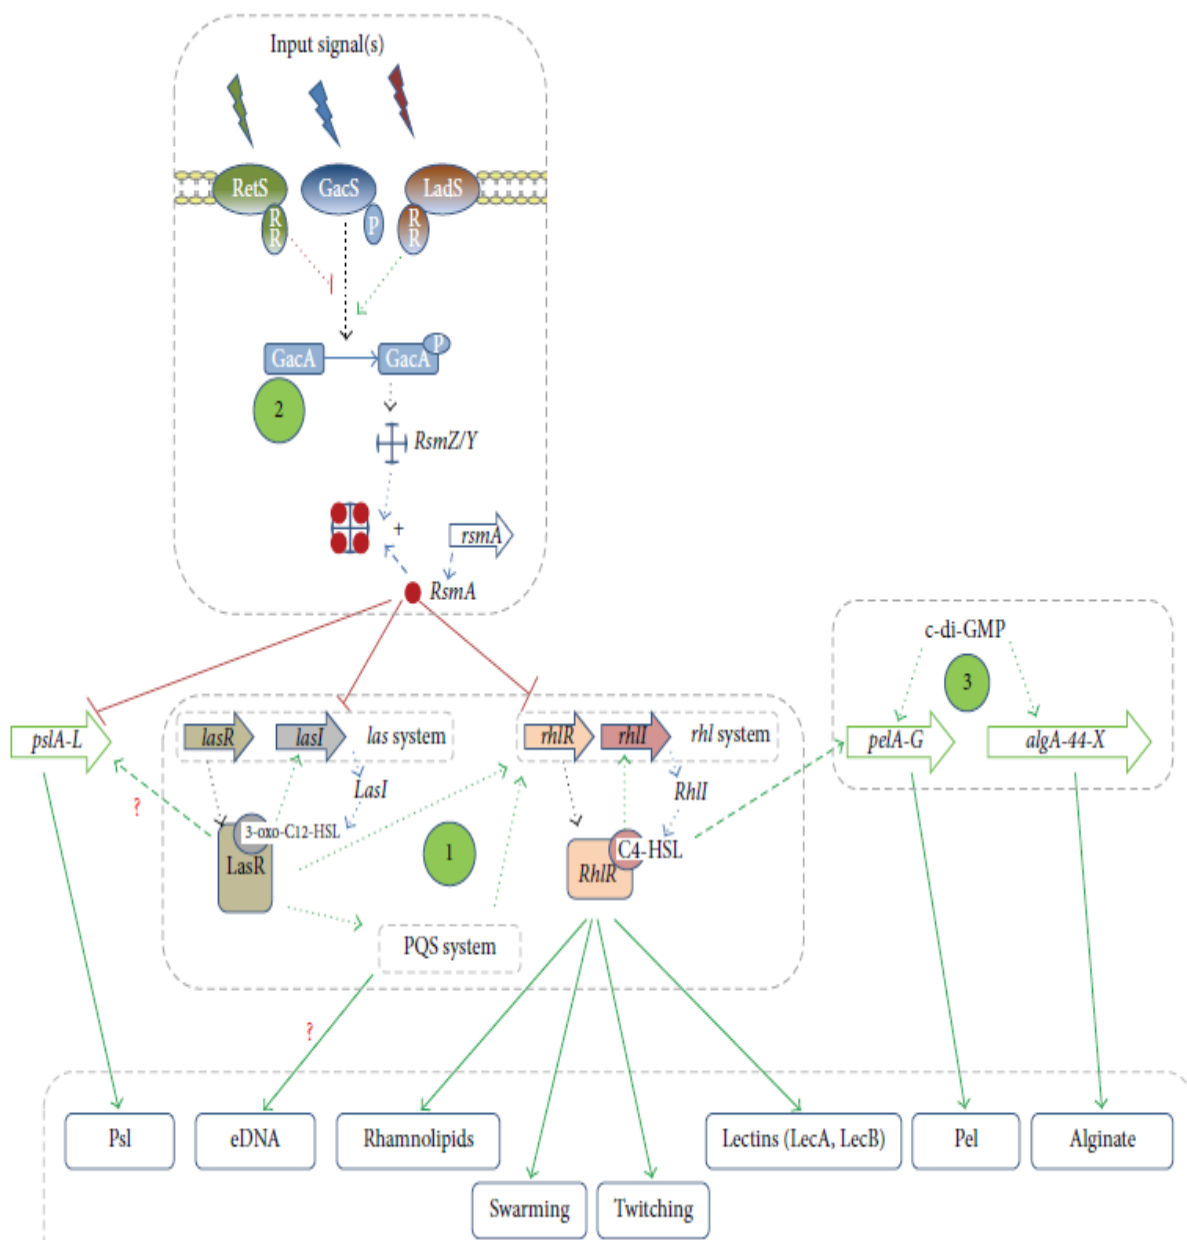 Input signal(s)
RetS
GacS
LadS
R
R
P
R
R
GacA
GacA
P
2
RsmZ/Y
+
rsmA
RsmA
c-di-GMP
3
pslA-L
lasR
lasI
las system
rhlR
rhlI
rhl system
pelA-G
algA-44-X
LasI
RhlI
?
3-oxo-C12-HSL
LasR
1
C4-HSL
RhlR
PQS system
?
Psl
eDNA
Rhamnolipids
Lectins (LecA, LecB)
Pel
Alginate
Swarming
Twitching